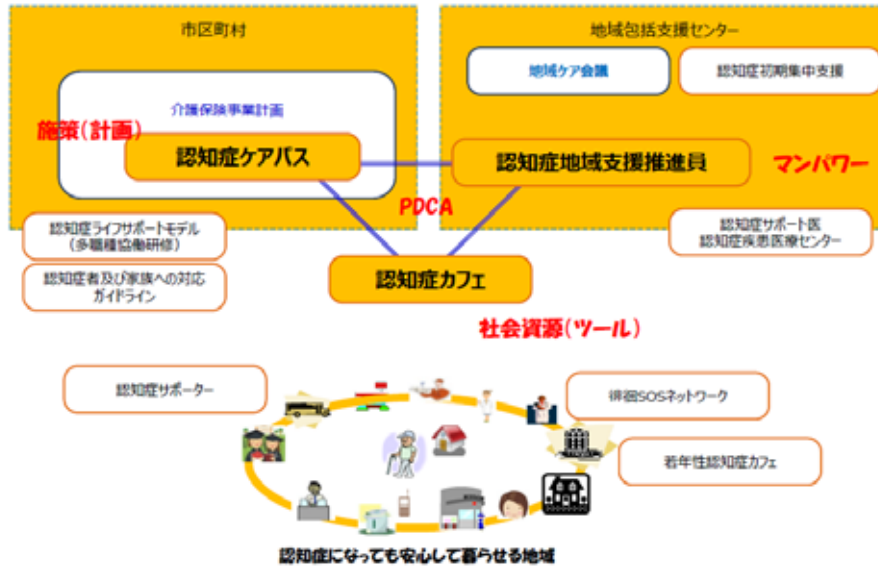 市区町村
地域包括支援センター
地域ケア会議
認知症初期集中支援
介護保険事業計画
施策(計画)
認知症ケアパス
認知症地域支援推進員
マンパワー
PDCA
認知症ライフサポートモデル
(多職種協働研修)
認知症サポート医
認知症疾患医療センター
認知症者及び家族への対応
ガイドライン
認知症カフェ
社会資源(ツール)
認知症サポーター
徘徊SOSネットワーク
若年性認知症カフェ
認知症になっても安心して暮らせる地域